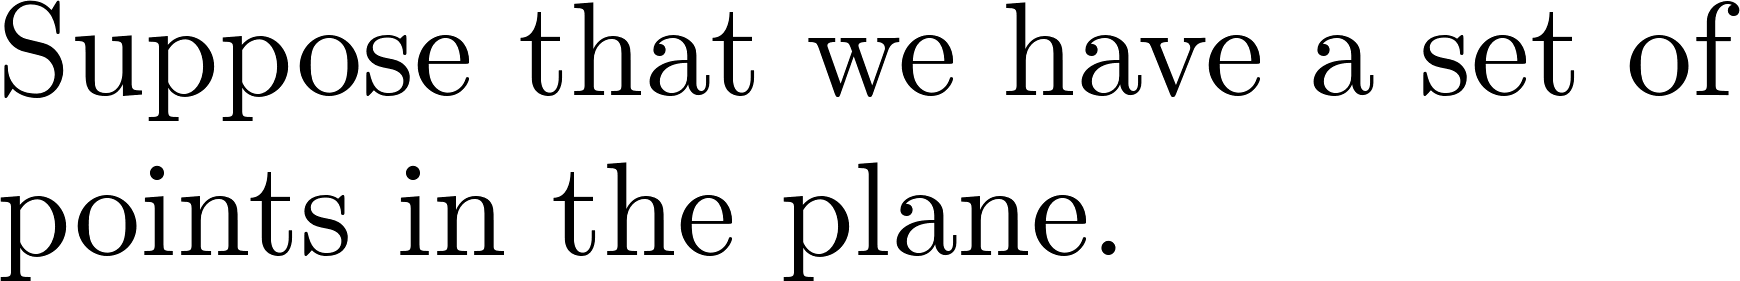 Suppose that we have a set of
points in the plane.